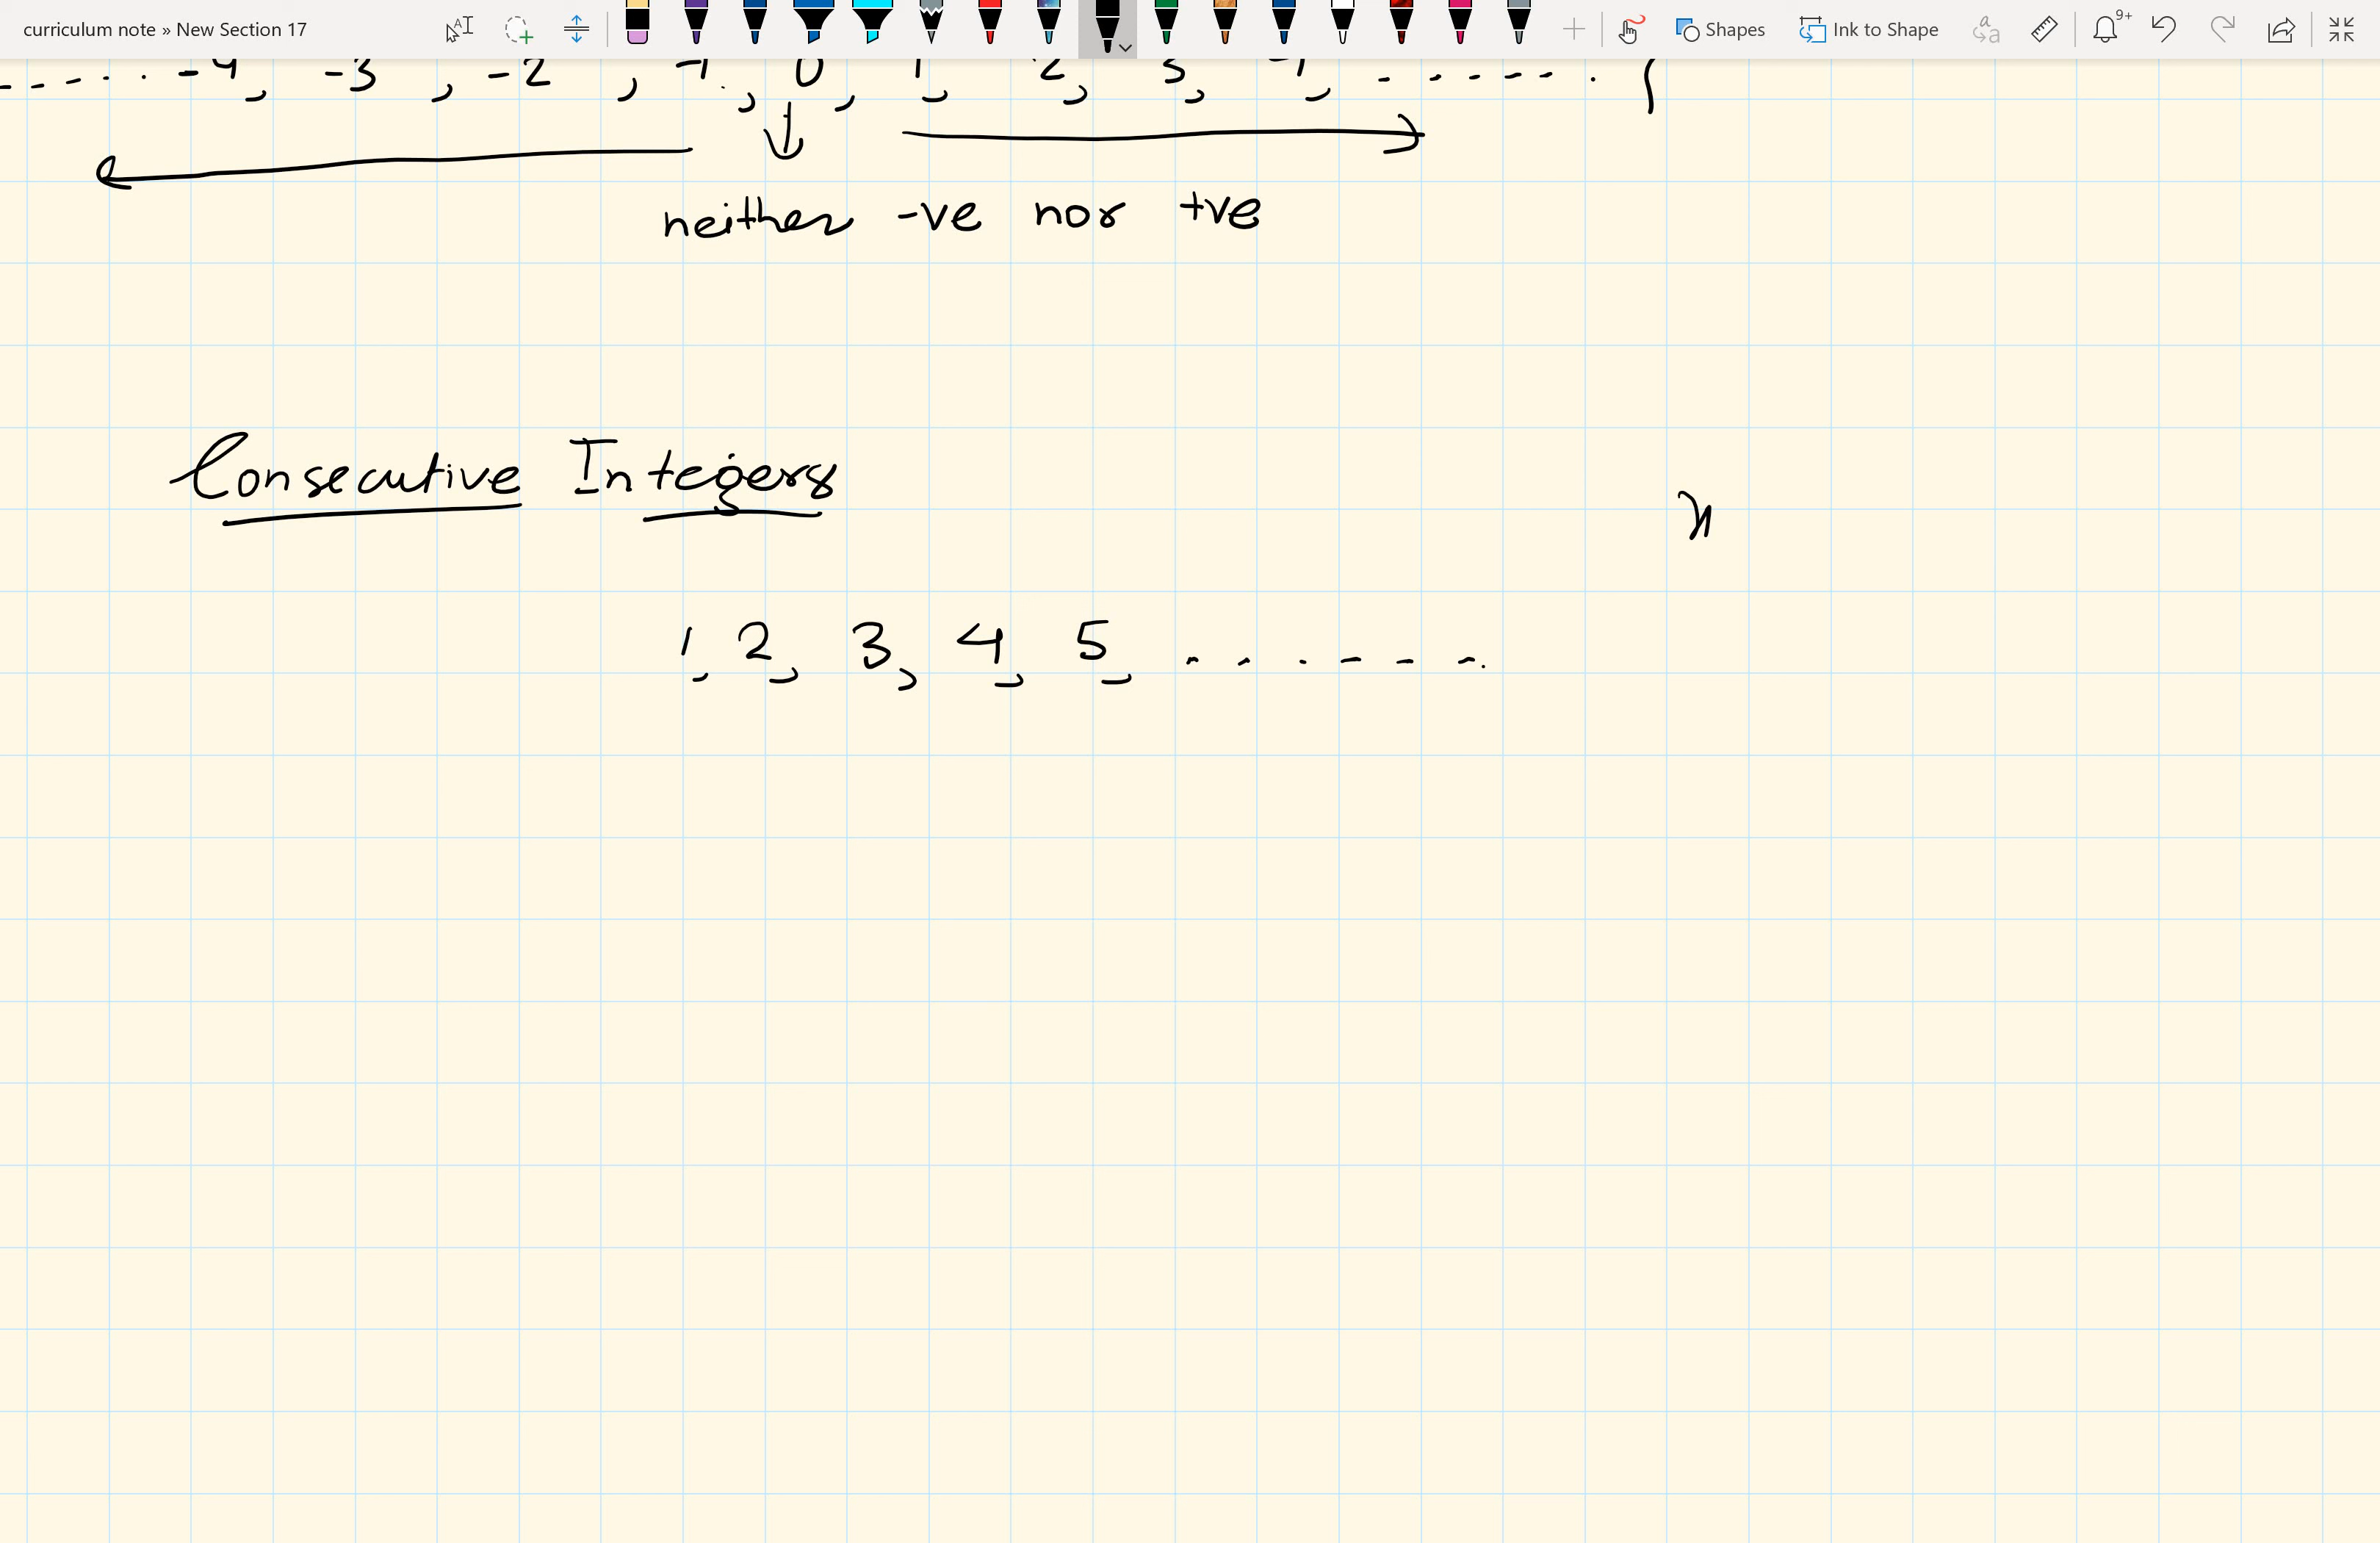 curriculum note » New Section 17
Shapes
Ink to Shape
9+
------ -4, -3, -2, -1, 0, 1, 2, 3, 4, ------ }
neither -ve nor +ve
Consecutive Integers
x
1, 2, 3, 4, 5, -------